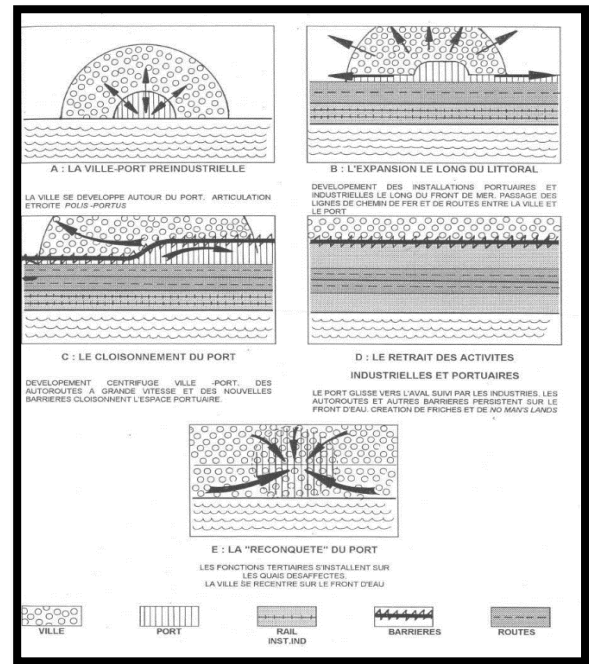 A : LA VILLE-PORT PREINDUSTRIELLE
LA VILLE SE DEVELOPPE AUTOUR DU PORT. ARTICULATION
ETROITE POLIS -PORTUS
B : L'EXPANSION LE LONG DU LITTORAL
DEVELOPEMENT DES INSTALLATIONS PORTUAIRES ET
INDUSTRIELLES LE LONG DU FRONT DE MER. PASSAGE DES
LIGNES DE CHEMIN DE FER ET DE ROUTES ENTRE LA VILLE ET
LE PORT
C : LE CLOISONNEMENT DU PORT
DEVELOPEMENT CENTRIFUGE VILLE -PORT. DES
AUTOROUTES A GRANDE VITESSE ET DES NOUVELLES
BARRIERES CLOISONNENT L'ESPACE PORTUAIRE.
D : LE RETRAIT DES ACTIVITES
INDUSTRIELLES ET PORTUAIRES
LE PORT GLISSE VERS L'AVAL SUIVI PAR LES INDUSTRIES. LES
AUTOROUTES ET AUTRES BARRIERES PERSISTENT SUR LE
FRONT D'EAU. CREATION DE FRICHES ET DE NO MAN'S LANDS
E : LA "RECONQUETE" DU PORT
LES FONCTIONS TERTIAIRES S'INSTALLENT SUR
LES QUAIS DESAFFECTES.
LA VILLE SE RECENTRE SUR LE FRONT D'EAU
VILLE
PORT
RAIL
INST.IND
BARRIERES
ROUTES